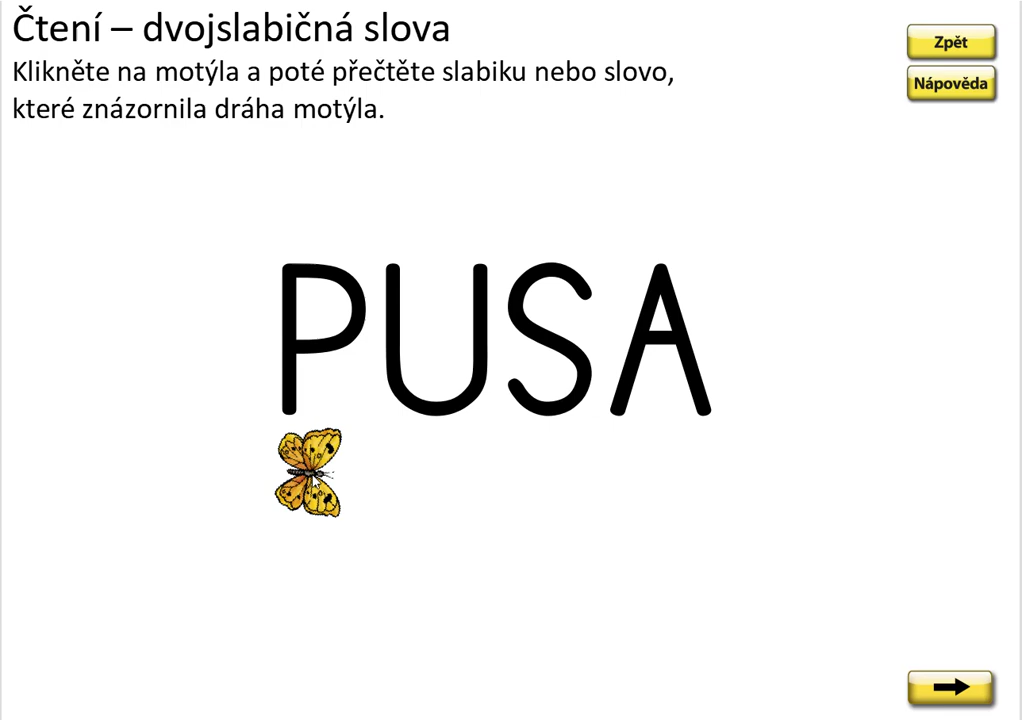 Čtení – dvojslabičná slova
Zpět
Klikněte na motýla a poté přečtěte slabiku nebo slovo,
Nápověda
které znázornila dráha motýla.
PUSA